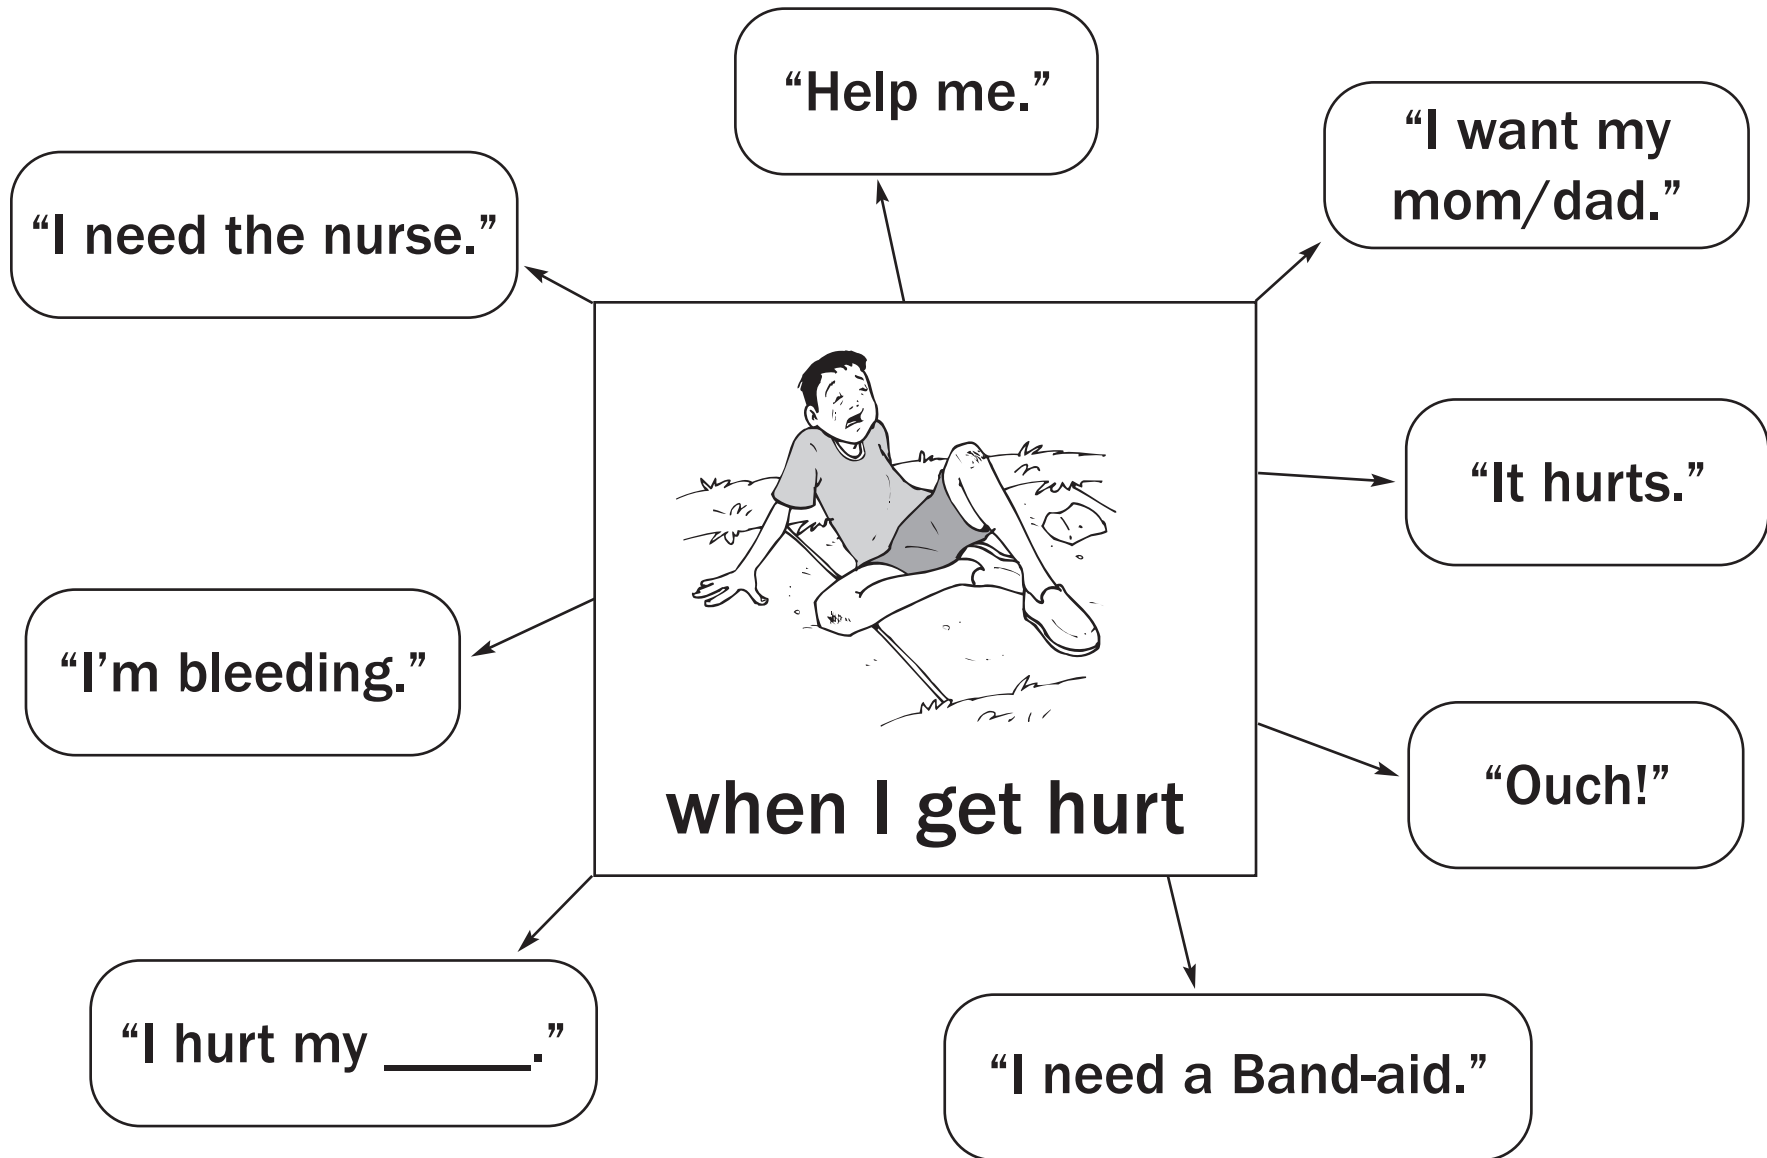 “Help me.”
“I want my
mom/dad.”
“I need the nurse.”
“It hurts.”
“I’m bleeding.”
“Ouch!”
when I get hurt
“I hurt my ______.”
“I need a Band-aid.”